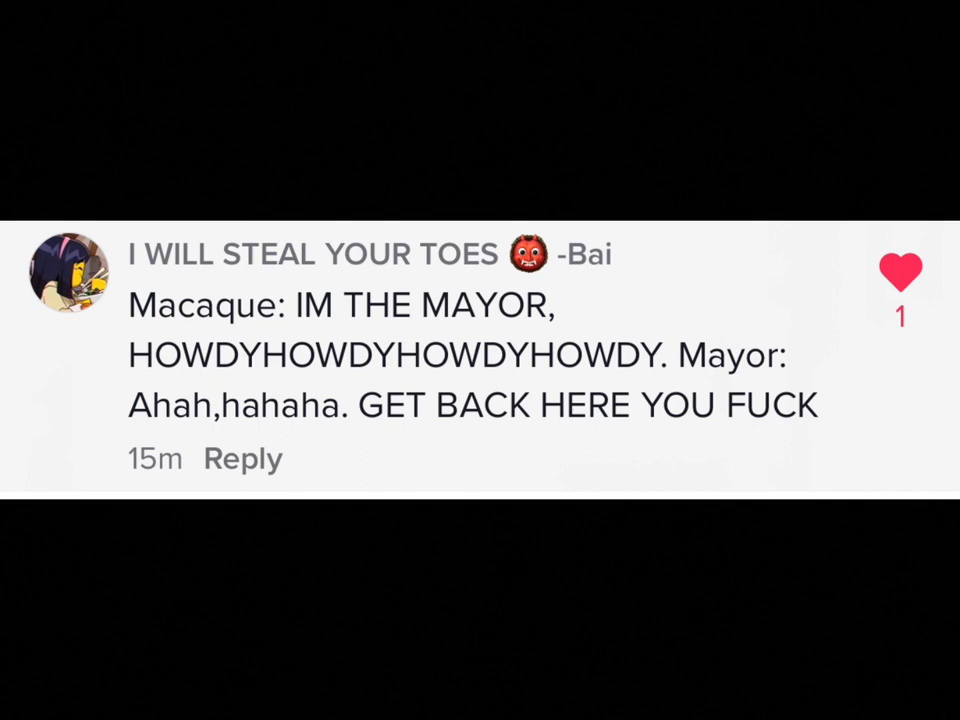 I WILL STEAL YOUR TOES 👹 -Bai
Macaque: IM THE MAYOR,
HOWDYHOWDYHOWDYHOWDY. Mayor:
Ahah,hahaha. GET BACK HERE YOU FUCK
15m Reply
1